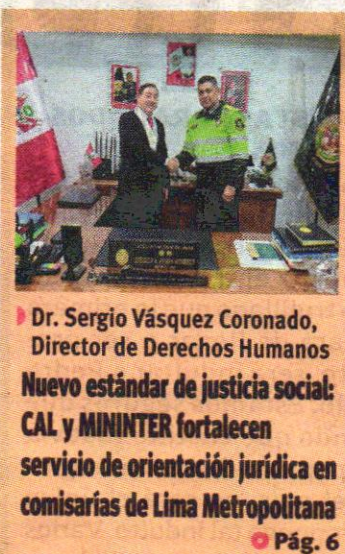 Dr. Sergio Vásquez Coronado,
Director de Derechos Humanos
Nuevo estándar de justicia social:
CAL y MININTER fortalecen
servicio de orientación jurídica en
comisarías de Lima Metropolitana
Pág. 6